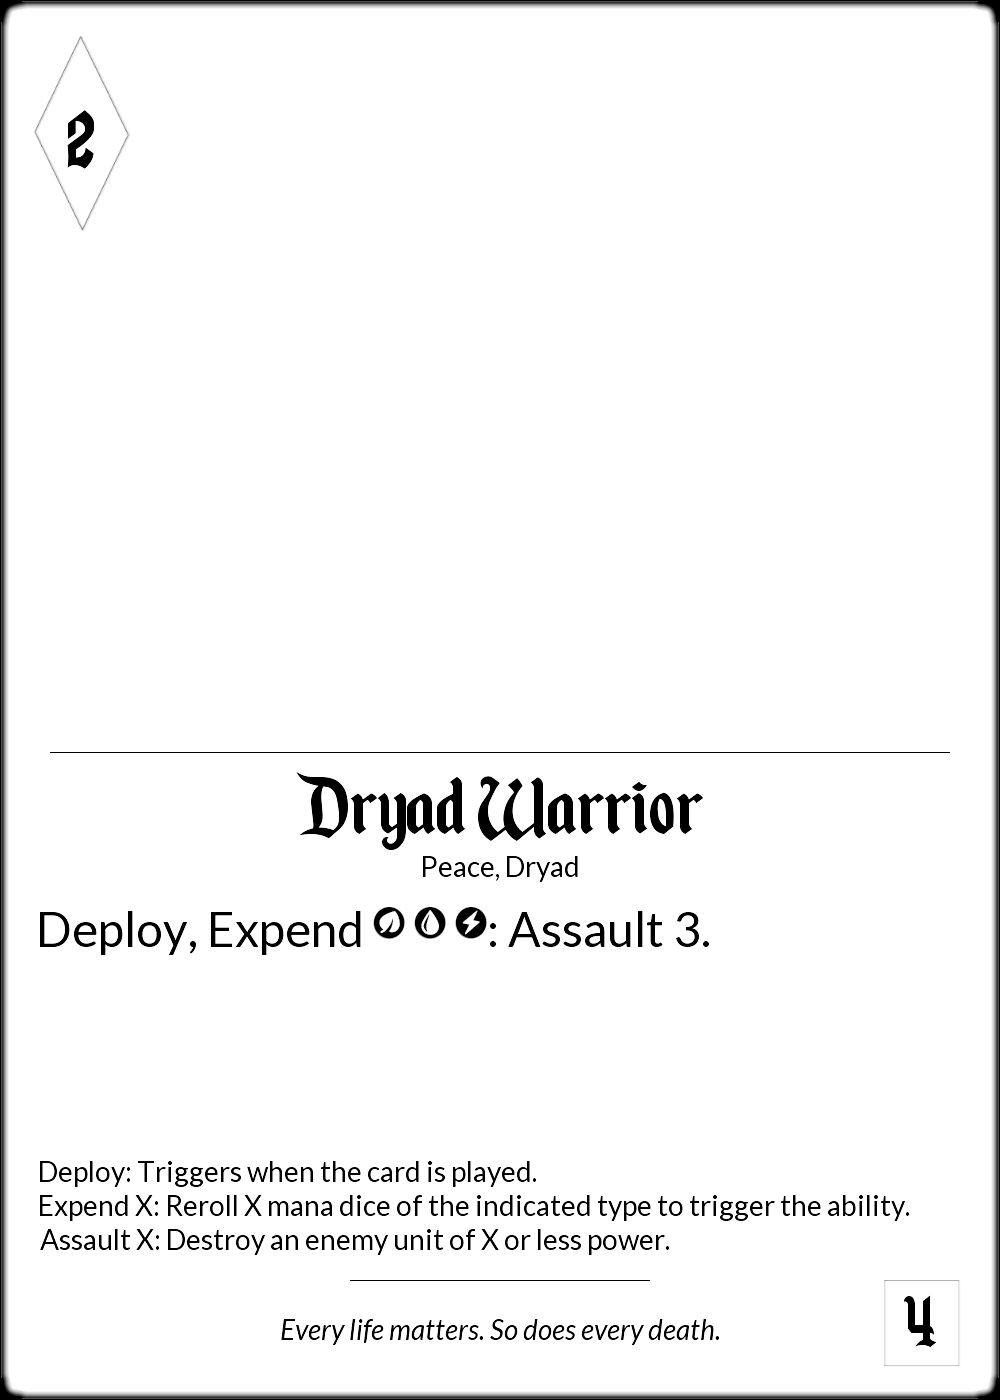 2
Dryad Warrior
Peace, Dryad
Deploy, Expend : Assault 3.
Deploy: Triggers when the card is played.
Expend X: Reroll X mana dice of the indicated type to trigger the ability.
Assault X: Destroy an enemy unit of X or less power.
Every life matters. So does every death.
4